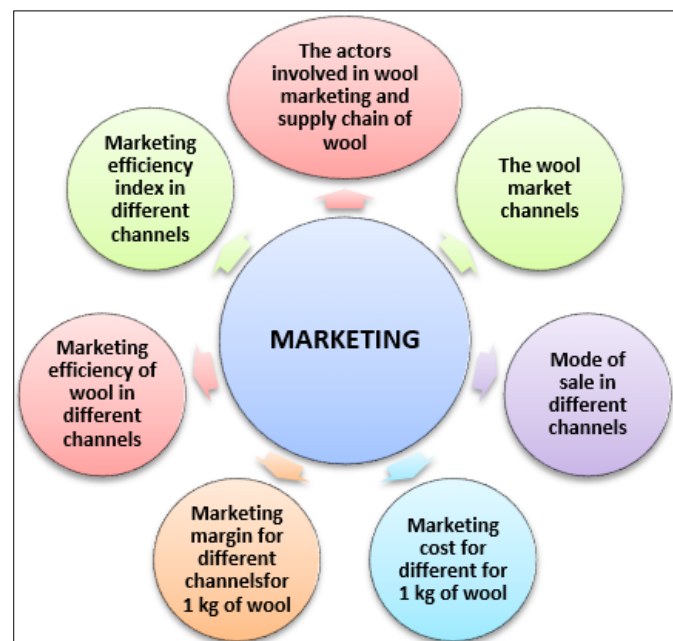 The actors
involved in wool
marketing and
supply chain of
wool
The wool
market
channels
Mode of
sale in
different
channels
Marketing
cost for
different for
1 kg of wool
Marketing
margin for
different
channelsfor
1 kg of wool
Marketing
efficiency of
wool in
different
channels
Marketing
efficiency
index in
different
channels
MARKETING